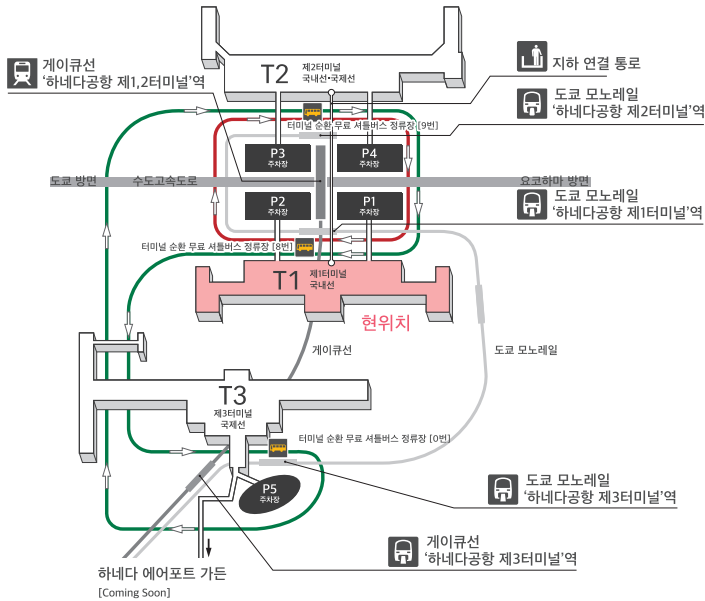 게이큐선
‘하네다공항 제1,2터미널’역
T2
제2터미널
국내선•국제선
지하 연결 통로
도쿄 모노레일
‘하네다공항 제2터미널’역
터미널 순환 무료 셔틀버스 정류장 [9번]
P3
주차장
P4
주차장
도쿄 방면
수도고속도로
요코하마 방면
P2
주차장
P1
주차장
도쿄 모노레일
‘하네다공항 제1터미널’역
터미널 순환 무료 셔틀버스 정류장 [8번]
T1
제1터미널
국내선
현위치
게이큐선
도쿄 모노레일
T3
제3터미널
국제선
터미널 순환 무료 셔틀버스 정류장 [0번]
P5
주차장
도쿄 모노레일
‘하네다공항 제3터미널’역
게이큐선
‘하네다공항 제3터미널’역
하네다 에어포트 가든
[Coming Soon]